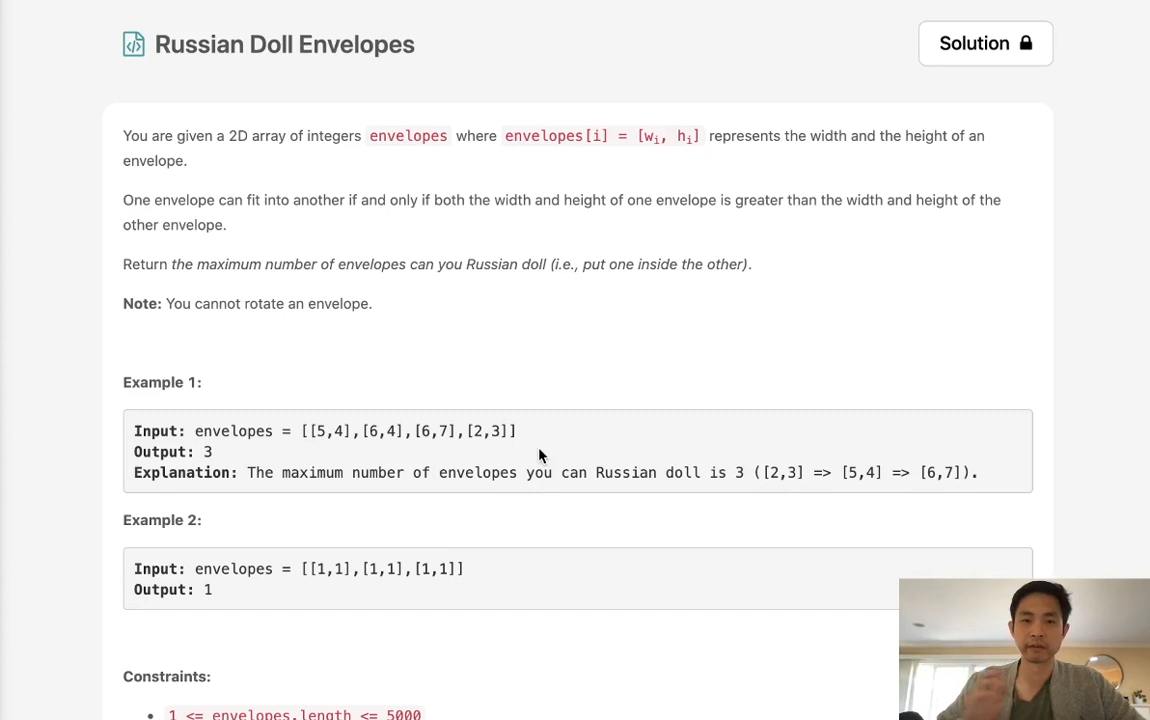 Russian Doll Envelopes
Solution
You are given a 2D array of integers envelopes where envelopes[i] = [wi, hi] represents the width and the height of an
envelope.
One envelope can fit into another if and only if both the width and height of one envelope is greater than the width and height of the
other envelope.
Return the maximum number of envelopes can you Russian doll (i.e., put one inside the other).
Note: You cannot rotate an envelope.
Example 1:
Input: envelopes = [[5,4],[6,4],[6,7],[2,3]]
Output: 3
Explanation: The maximum number of envelopes you can Russian doll is 3 ([2,3] => [5,4] => [6,7]).
Example 2:
Input: envelopes = [[1,1],[1,1],[1,1]]
Output: 1
Constraints:
1 <= envelopes.length <= 5000